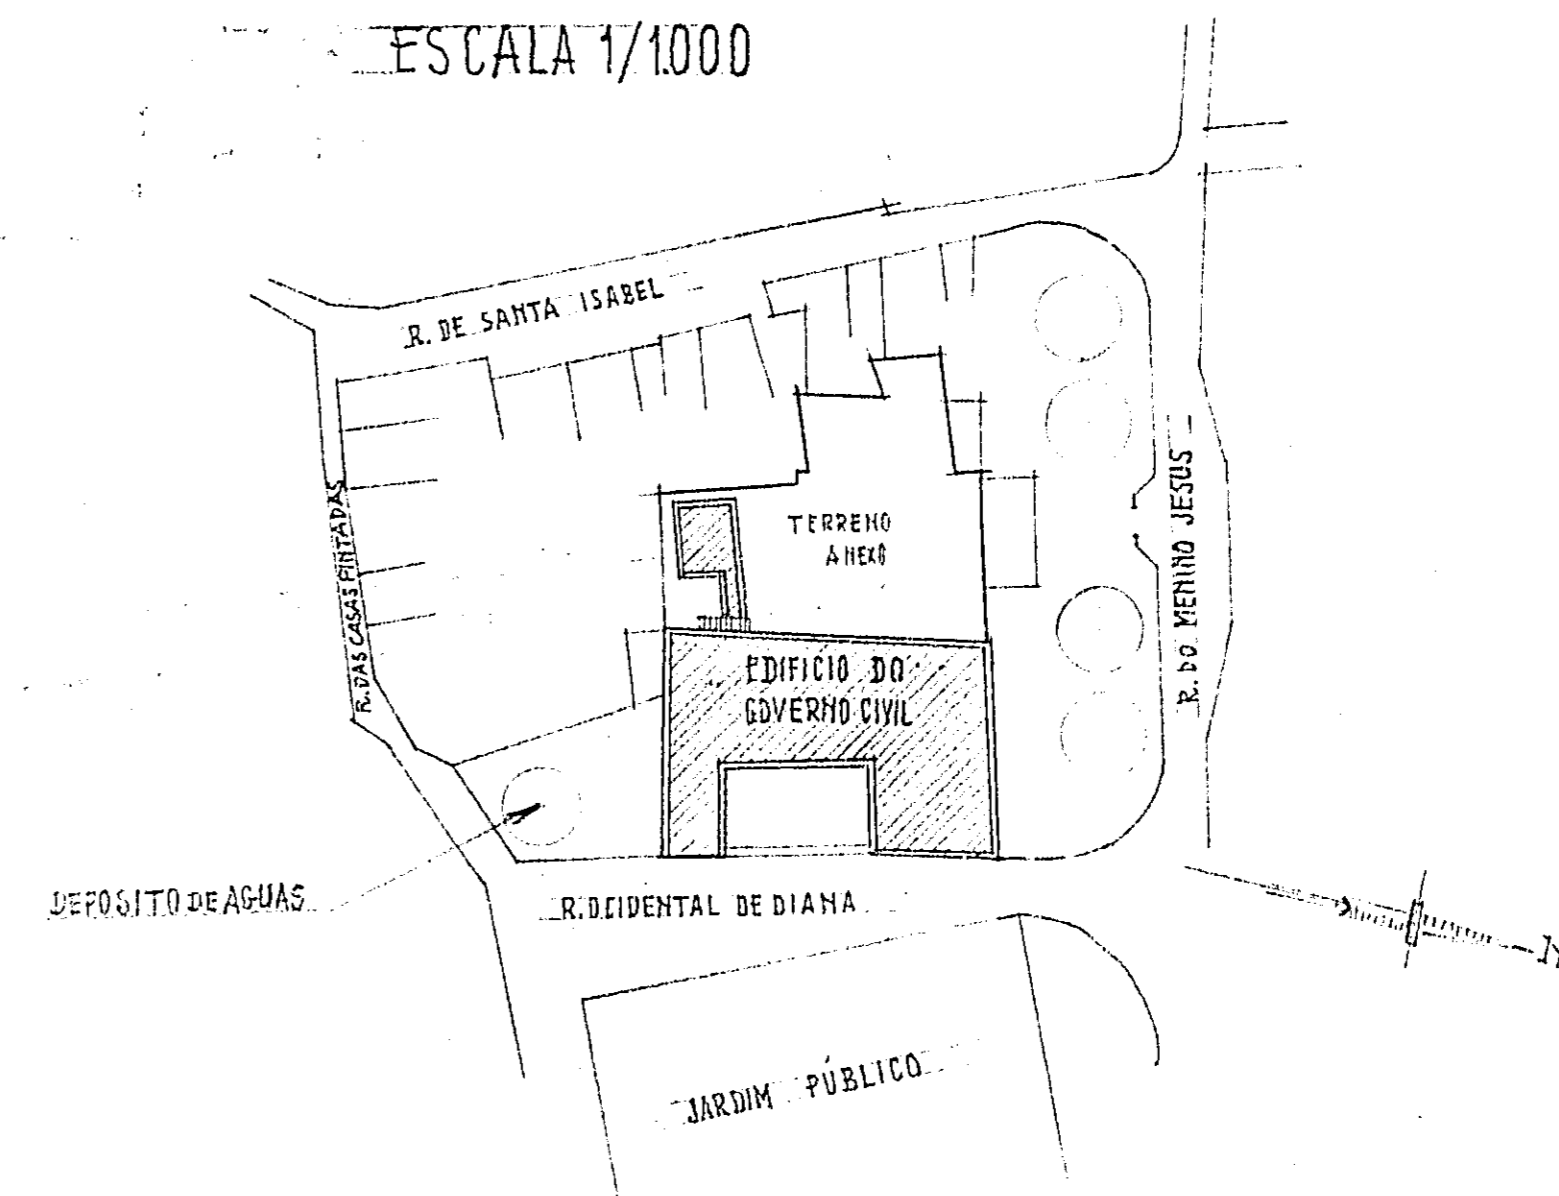 ESCALA 1/1.000
R. DE SANTA ISABEL
R. DAS CASAS PINTADAS
TERRENO
ANEXO
R. DO MENINO JESUS
EDIFICIO DO
GOVERNO CIVIL
DEPOSITO DE AGUAS
R. OCIDENTAL DE DIANA
N
JARDIM PÚBLICO